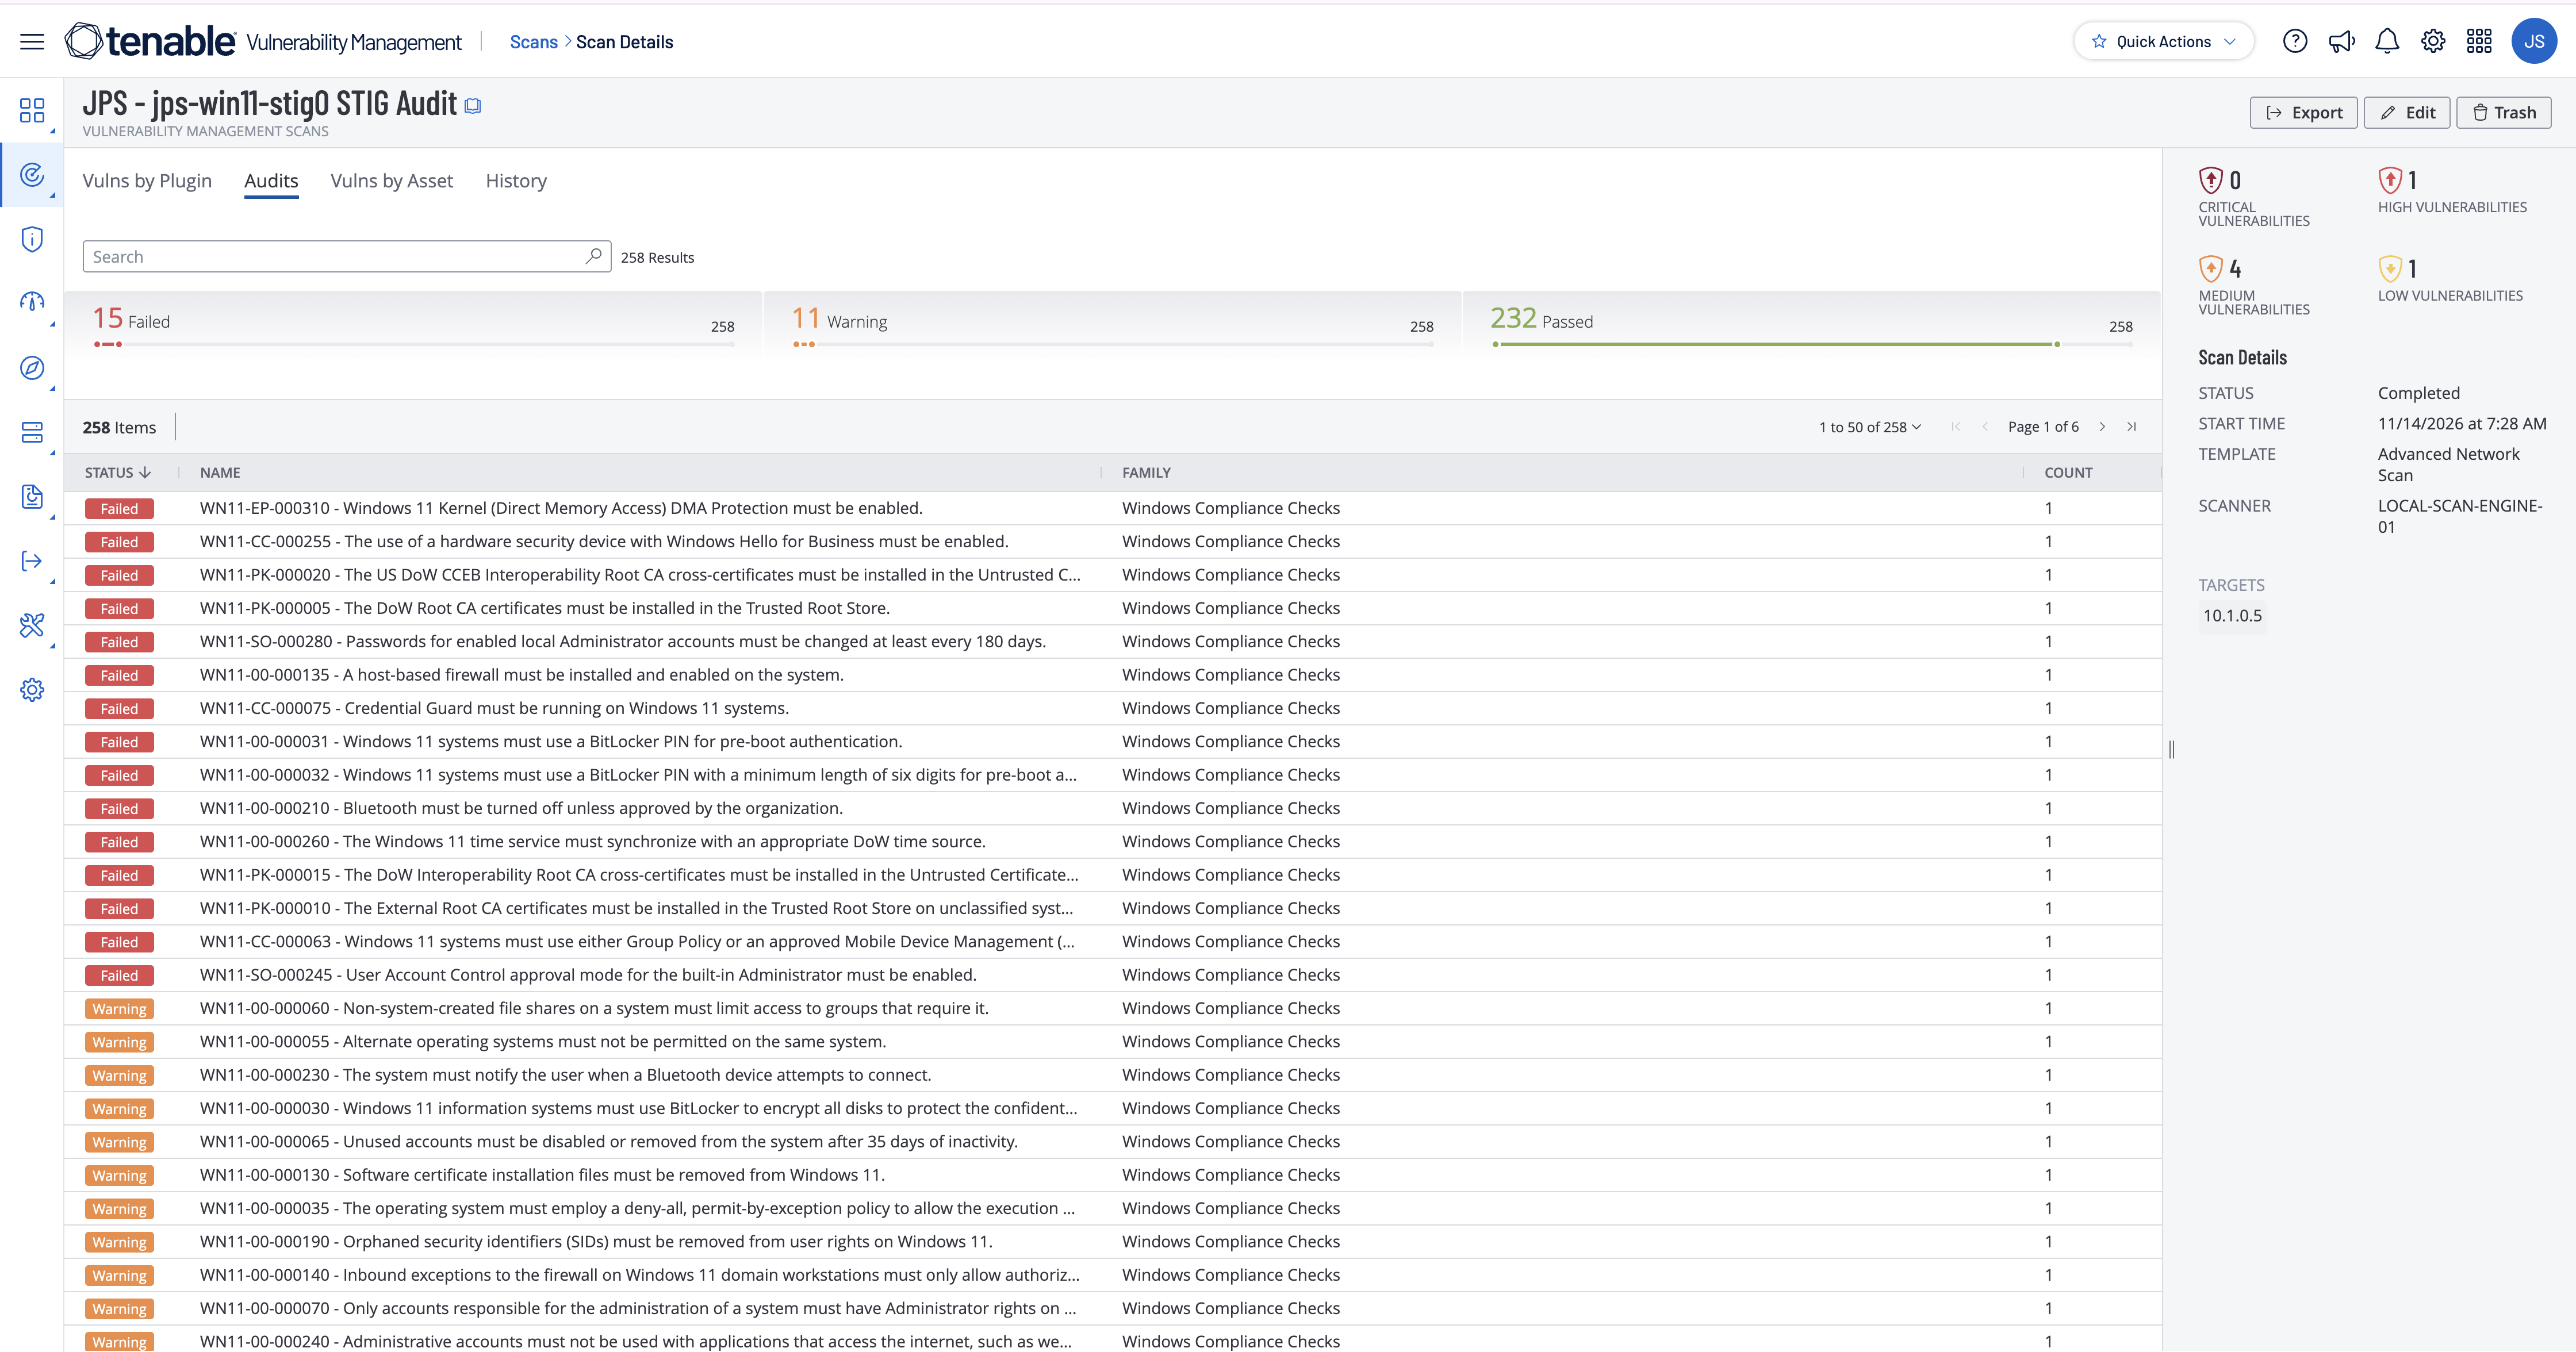 tenable Vulnerability Management
Scans > Scan Details
Quick Actions
JS
JPS - jps-win11-stig0 STIG Audit
VULNERABILITY MANAGEMENT SCANS
Export
Edit
Trash
Vulns by Plugin
Audits
Vulns by Asset
History
Search
258 Results
15 Failed 258
11 Warning 258
232 Passed 258
258 Items
1 to 50 of 258
Page 1 of 6
STATUS NAME FAMILY COUNT
Failed WN11-EP-000310 - Windows 11 Kernel (Direct Memory Access) DMA Protection must be enabled. Windows Compliance Checks 1
Failed WN11-CC-000255 - The use of a hardware security device with Windows Hello for Business must be enabled. Windows Compliance Checks 1
Failed WN11-PK-000020 - The US DoW CCEB Interoperability Root CA cross-certificates must be installed in the Untrusted C... Windows Compliance Checks 1
Failed WN11-PK-000005 - The DoW Root CA certificates must be installed in the Trusted Root Store. Windows Compliance Checks 1
Failed WN11-SO-000280 - Passwords for enabled local Administrator accounts must be changed at least every 180 days. Windows Compliance Checks 1
Failed WN11-00-000135 - A host-based firewall must be installed and enabled on the system. Windows Compliance Checks 1
Failed WN11-CC-000075 - Credential Guard must be running on Windows 11 systems. Windows Compliance Checks 1
Failed WN11-00-000031 - Windows 11 systems must use a BitLocker PIN for pre-boot authentication. Windows Compliance Checks 1
Failed WN11-00-000032 - Windows 11 systems must use a BitLocker PIN with a minimum length of six digits for pre-boot a... Windows Compliance Checks 1
Failed WN11-00-000210 - Bluetooth must be turned off unless approved by the organization. Windows Compliance Checks 1
Failed WN11-00-000260 - The Windows 11 time service must synchronize with an appropriate DoW time source. Windows Compliance Checks 1
Failed WN11-PK-000015 - The DoW Interoperability Root CA cross-certificates must be installed in the Untrusted Certificate... Windows Compliance Checks 1
Failed WN11-PK-000010 - The External Root CA certificates must be installed in the Trusted Root Store on unclassified syst... Windows Compliance Checks 1
Failed WN11-CC-000063 - Windows 11 systems must use either Group Policy or an approved Mobile Device Management (... Windows Compliance Checks 1
Failed WN11-SO-000245 - User Account Control approval mode for the built-in Administrator must be enabled. Windows Compliance Checks 1
Warning WN11-00-000060 - Non-system-created file shares on a system must limit access to groups that require it. Windows Compliance Checks 1
Warning WN11-00-000055 - Alternate operating systems must not be permitted on the same system. Windows Compliance Checks 1
Warning WN11-00-000230 - The system must notify the user when a Bluetooth device attempts to connect. Windows Compliance Checks 1
Warning WN11-00-000030 - Windows 11 information systems must use BitLocker to encrypt all disks to protect the confident... Windows Compliance Checks 1
Warning WN11-00-000065 - Unused accounts must be disabled or removed from the system after 35 days of inactivity. Windows Compliance Checks 1
Warning WN11-00-000130 - Software certificate installation files must be removed from Windows 11. Windows Compliance Checks 1
Warning WN11-00-000035 - The operating system must employ a deny-all, permit-by-exception policy to allow the execution ... Windows Compliance Checks 1
Warning WN11-00-000190 - Orphaned security identifiers (SIDs) must be removed from user rights on Windows 11. Windows Compliance Checks 1
Warning WN11-00-000140 - Inbound exceptions to the firewall on Windows 11 domain workstations must only allow authoriz... Windows Compliance Checks 1
Warning WN11-00-000070 - Only accounts responsible for the administration of a system must have Administrator rights on ... Windows Compliance Checks 1
Warning WN11-00-000240 - Administrative accounts must not be used with applications that access the internet, such as we... Windows Compliance Checks 1
0
CRITICAL
VULNERABILITIES
1
HIGH VULNERABILITIES
4
MEDIUM
VULNERABILITIES
1
LOW VULNERABILITIES
Scan Details
STATUS Completed
START TIME 11/14/2026 at 7:28 AM
TEMPLATE Advanced Network
Scan
SCANNER LOCAL-SCAN-ENGINE-
01
TARGETS
10.1.0.5